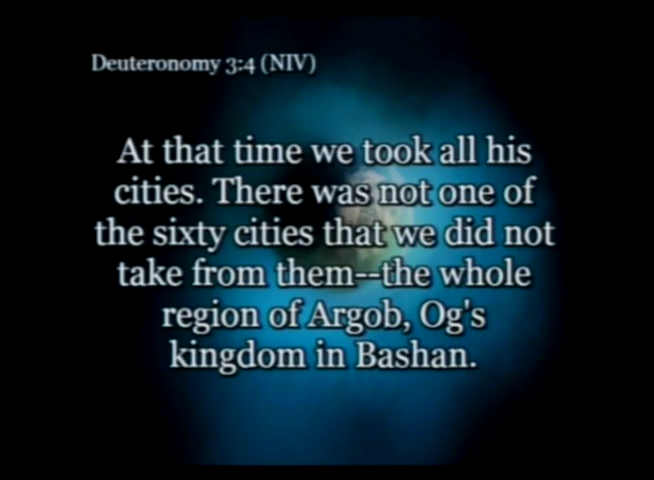 Deuteronomy 3:4 (NIV)
At that time we took all his
cities. There was not one of
the sixty cities that we did not
take from them--the whole
region of Argob, Og's
kingdom in Bashan.